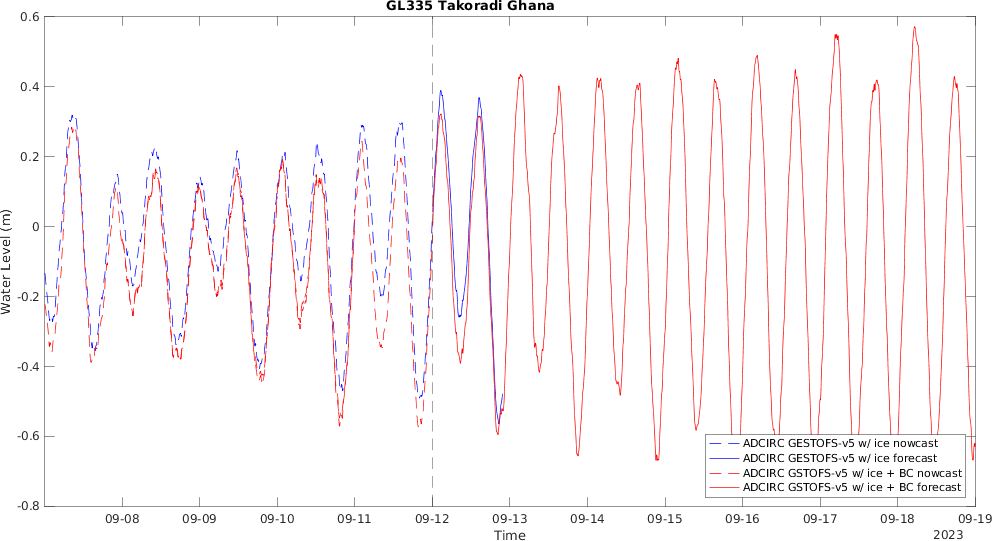 GL335 Takoradi Ghana
0.6
0.4
0.2
0
-0.2
-0.4
-0.6
-0.8
Water Level (m)
ADCIRC GESTOFS-v5 w/ ice nowcast
ADCIRC GESTOFS-v5 w/ ice forecast
ADCIRC GSTOFS-v5 w/ ice + BC nowcast
ADCIRC GSTOFS-v5 w/ ice + BC forecast
09-08 09-09 09-10 09-11 09-12 09-13 09-14 09-15 09-16 09-17 09-18 09-19
Time
2023